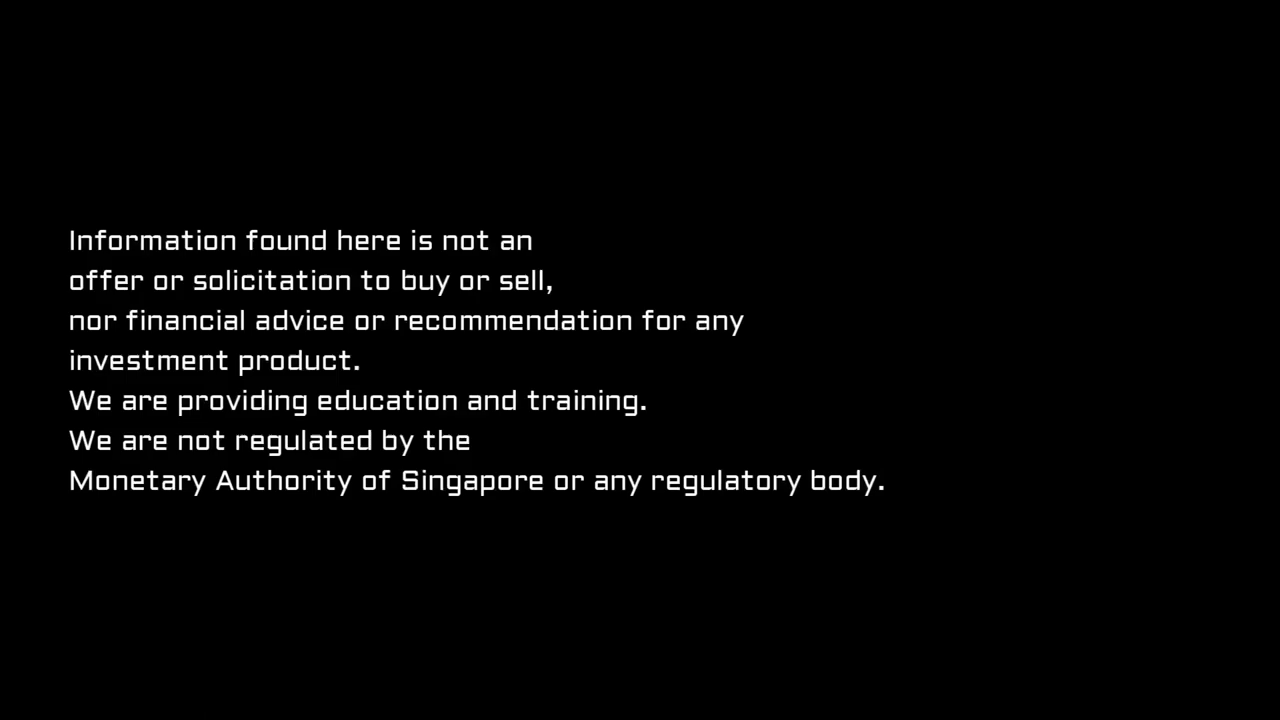 Information found here is not an
offer or solicitation to buy or sell,
nor financial advice or recommendation for any
investment product.
We are providing education and training.
We are not regulated by the
Monetary Authority of Singapore or any regulatory body.